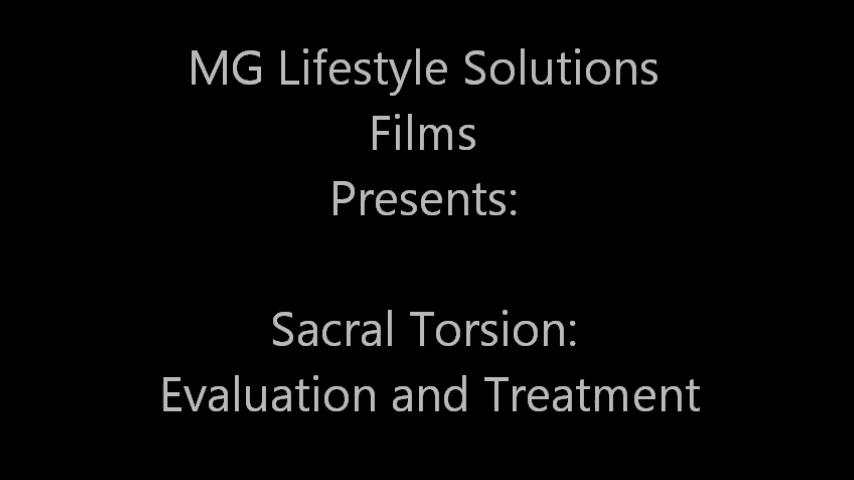 MG Lifestyle Solutions
Films
Presents:
Sacral Torsion:
Evaluation and Treatment